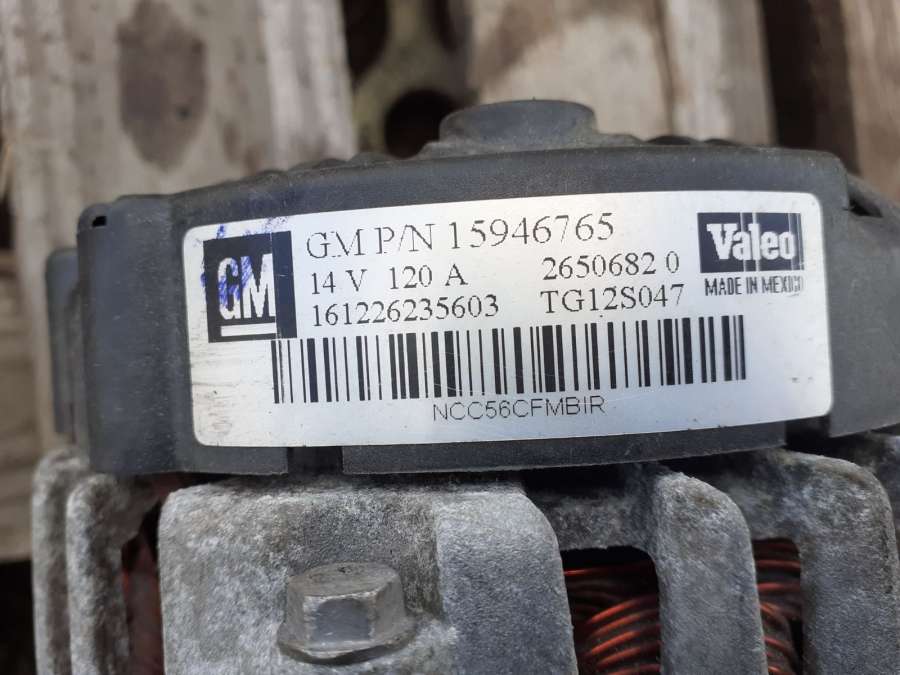 GM
GM P/N 15946765
14 V 120 A 2650682 0
161226235603 TG12S047
Valeo
MADE IN MEXICO
NCC56CFMBIR